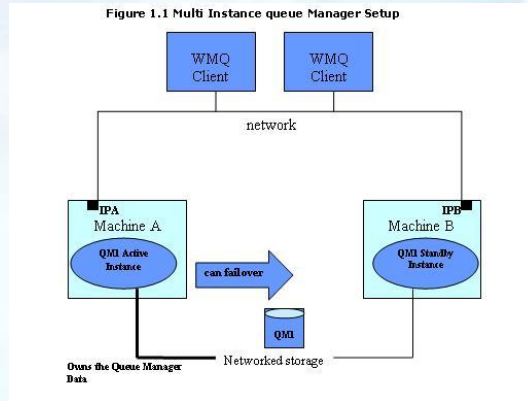 Figure 1.1 Multi Instance queue Manager Setup
WMQ
Client
WMQ
Client
network
IPA
Machine A
QM1 Active
Instance
can failover
IPB
Machine B
QM1 Standby
Instance
QM1
Networked storage
Owns the Queue Manager
Data